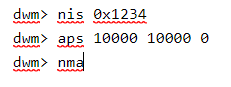 dwm> nis 0x1234
dwm> aps 10000 10000 0
dwm> nma